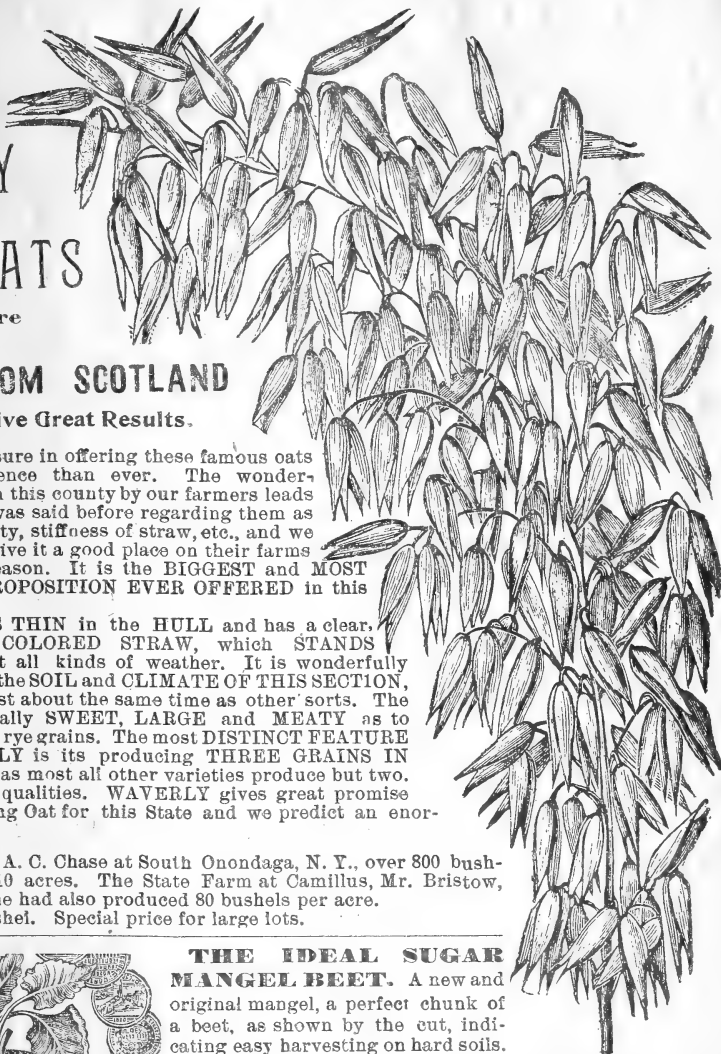 Y
ATS
re
OM SCOTLAND
ive Great Results.
sure in offering these famous oats
ence than ever. The wonder-
n this county by our farmers leads
was said before regarding them as
ty, stiffness of straw, etc., and we
ive it a good place on their farms
eason. It is the BIGGEST and MOST
ROPOSITION EVER OFFERED in this
S THIN in the HULL and has a clear,
COLORED STRAW, which STANDS
t all kinds of weather. It is wonderfully
the SOIL and CLIMATE OF THIS SECTION,
st about the same time as other sorts. The
ally SWEET, LARGE and MEATY as to
rye grains. The most DISTINCT FEATURE
LY is its producing THREE GRAINS IN
as most all other varieties produce but two.
qualities. WAVERLY gives great promise
ng Oat for this State and we predict an enor-
A. C. Chase at South Onondaga, N. Y., over 800 bush-
10 acres. The State Farm at Camillus, Mr. Bristow,
e had also produced 80 bushels per acre.
shel. Special price for large lots.
THE IDEAL SUGAR
MANGEL BEET. A new and
original mangel, a perfect chunk of
a beet, as shown by the cut, indi-
cating easy harvesting on hard soils.